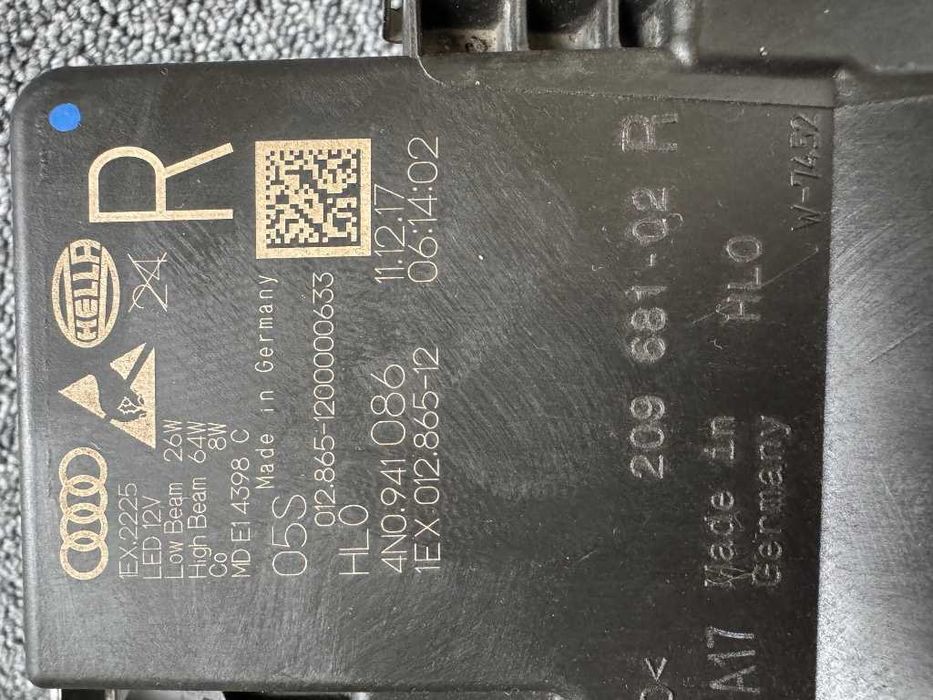 R
HELLA
24
1EX.2225
LED 12V
Low Beam 26W
High Beam 64W
Co 8W
MD E1 4398 C
Made in Germany
05S
012.865-1200000633
HLO
11.12.17
4N0.941 086
06:14:02
1EX 012.865-12
209 681-02 R
Made in
Germany
HLO
A17
W-7452